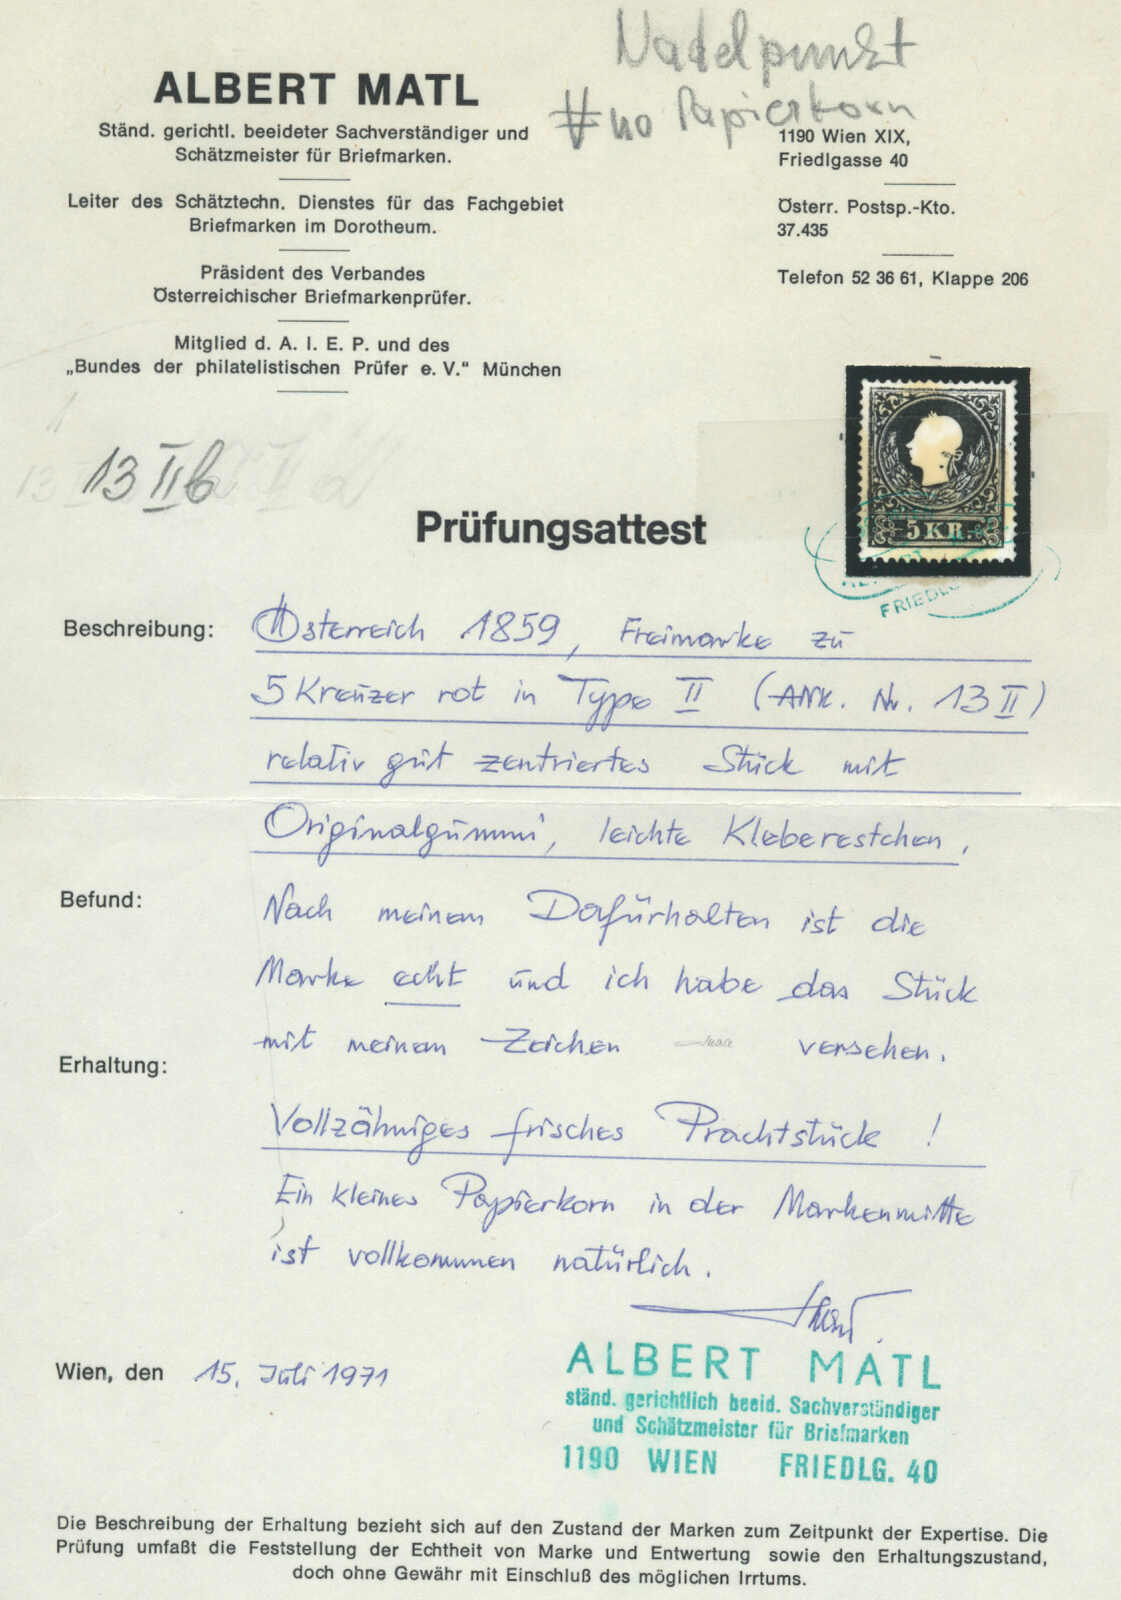 Nadelpunkt
# no Papierkorn
ALBERT MATL
Ständ. gerichtl. beeideter Sachverständiger und
Schätzmeister für Briefmarken.
Leiter des Schätztechn. Dienstes für das Fachgebiet
Briefmarken im Dorotheum.
Präsident des Verbandes
Österreichischer Briefmarkenprüfer.
Mitglied d. A. I. E. P. und des
„Bundes der philatelistischen Prüfer e. V.“ München
1190 Wien XIX,
Friedlgasse 40
Österr. Postsp.-Kto.
37.435
Telefon 52 36 61, Klappe 206
13 II b
5 KR.
FRIEDL
Prüfungsattest
Beschreibung: Österreich 1859, Freimarke zu
5 Kreuzer rot in Type II (ANK. Nr. 13 II)
relativ gut zentriertes Stück mit
Originalgummi, leichte Kleberestchen,
Befund: Nach meinem Dafürhalten ist die
Marke echt und ich habe das Stück
mit meinem Zeichen versehen.
Erhaltung:
Vollzähniges frisches Prachtstück !
Ein kleines Papierkorn in der Markenmitte
ist vollkommen natürlich.
Wien, den 15. Juli 1971
ALBERT MATL
ständ. gerichtlich beeid. Sachverständiger
und Schätzmeister für Briefmarken
1190 WIEN FRIEDLG. 40
Die Beschreibung der Erhaltung bezieht sich auf den Zustand der Marken zum Zeitpunkt der Expertise. Die
Prüfung umfaßt die Feststellung der Echtheit von Marke und Entwertung sowie den Erhaltungszustand,
doch ohne Gewähr mit Einschluß des möglichen Irrtums.